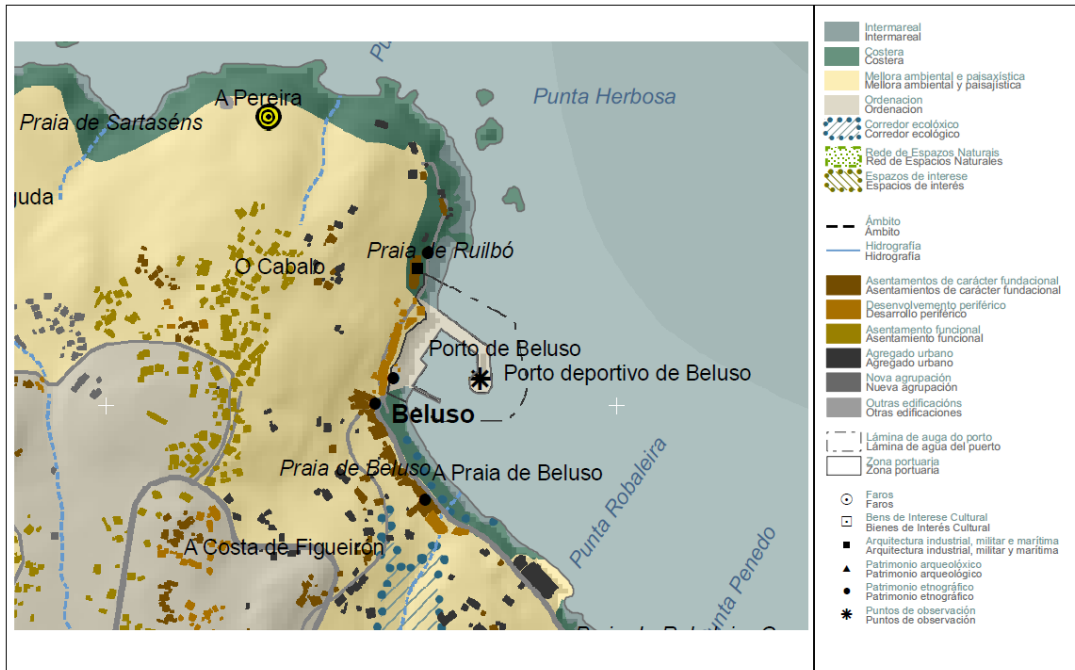 Pu
Punta Herbosa
A Pereira
Praia de Sartaséns
guda
Praia de Ruilbó
O Cabalo
Porto de Beluso
Porto deportivo de Beluso
Beluso
Praia de Beluso
A Praia de Beluso
A Costa de Figueirón
Punta Robaleira
Punta Penedo
Intermareal
Intermareal
Costera
Costera
Mellora ambiental e paisaxística
Mellora ambiental y paisajística
Ordenacion
Ordenacion
Corredor ecolóxico
Corredor ecológico
Rede de Espazos Naturais
Red de Espacios Naturales
Espazos de interese
Espacios de interés
Ámbito
Ámbito
Hidrografía
Hidrografía
Asentamentos de carácter fundacional
Asentamientos de carácter fundacional
Desenvolvemento periférico
Desarrollo periférico
Asentamento funcional
Asentamiento funcional
Agregado urbano
Agregado urbano
Nova agrupación
Nueva agrupación
Outras edificacións
Otras edificaciones
Lámina de auga do porto
Lámina de agua del puerto
Zona portuaria
Zona portuaria
Faros
Faros
Bens de Interese Cultural
Bienes de Interés Cultural
Arquitectura industrial, militar e marítima
Arquitectura industrial, militar y marítima
Patrimonio arqueolóxico
Patrimonio arqueológico
Patrimonio etnográfico
Patrimonio etnográfico
Puntos de observación
Puntos de observación